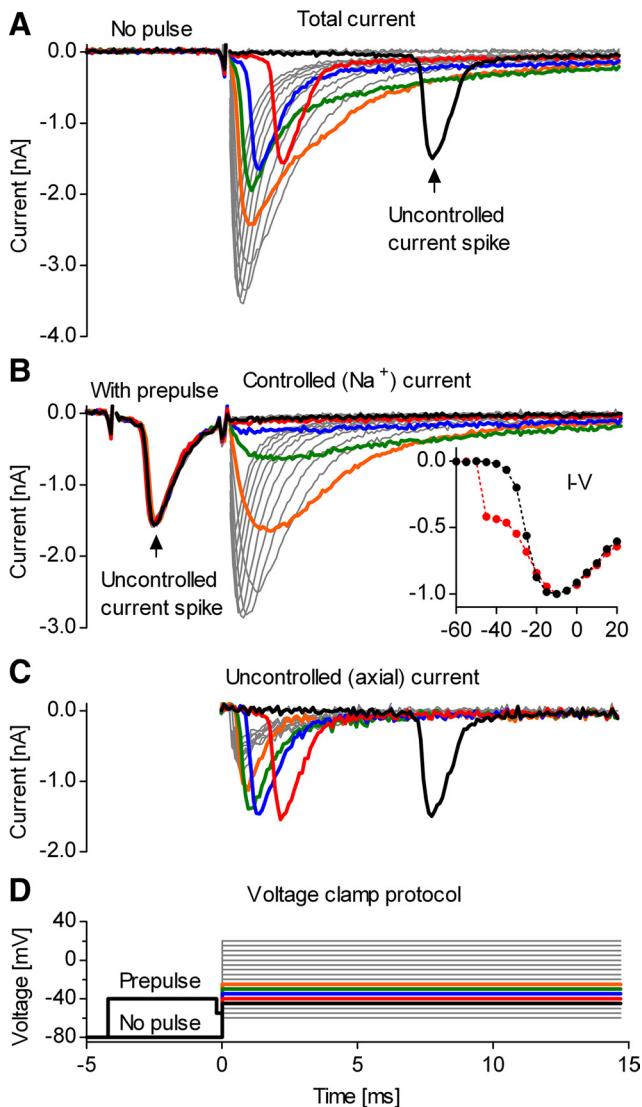 A
Total current
No pulse
0.0
-1.0
-2.0
-3.0
-4.0
Current [nA]
Uncontrolled
current spike
B
With prepulse
Controlled (Na+) current
0.0
-1.0
-2.0
-3.0
Current [nA]
Uncontrolled
current spike
I-V
0.0
-0.5
-1.0
-60 -40 -20 0 20
C
Uncontrolled (axial) current
0.0
-1.0
-2.0
Current [nA]
D
Voltage clamp protocol
40
0
-40
-80
Voltage [mV]
Prepulse
No pulse
-5 0 5 10 15
Time [ms]